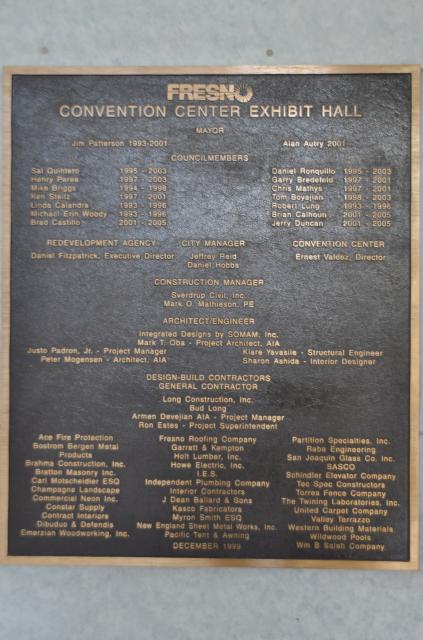 FRESNO
CONVENTION CENTER EXHIBIT HALL
MAYOR
Jim Patterson 1993-2001 Alan Autry 2001-
COUNCILMEMBERS
Sal Quintero 1995 - 2003 Daniel Ronquillo 1995 - 2003
Henry Perea 1997 - 2003 Garry Bredefeld 1997 - 2001
Mike Briggs 1994 - 1998 Chris Mathys 1997 - 2001
Ken Steitz 1997 - 2001 Tom Boyajian 1998 - 2003
Linda Calandra 1993 - 1996 Robert Lung 1993 - 1998
Michael Erin Woody 1993 - 1996 Brian Calhoun 2001 - 2005
Brad Castillo 2001 - 2005 Jerry Duncan 2001 - 2005
REDEVELOPMENT AGENCY CITY MANAGER CONVENTION CENTER
Daniel Fitzpatrick, Executive Director Jeffrey Reid Ernest Valdez, Director
Daniel Hobbs
CONSTRUCTION MANAGER
Sverdrup Civil, Inc.
Mark O. Mathieson, PE
ARCHITECT/ENGINEER
Integrated Designs by SOMAM, Inc.
Mark T. Oba - Project Architect, AIA
Justo Padron, Jr. - Project Manager Klare Yavasile - Structural Engineer
Peter Mogensen - Architect, AIA Sharon Ashida - Interior Designer
DESIGN-BUILD CONTRACTORS
GENERAL CONTRACTOR
Long Construction, Inc.
Bud Long
Armen Devejian AIA - Project Manager
Ron Estes - Project Superintendent
Ace Fire Protection Fresno Roofing Company Partition Specialties, Inc.
Bostrom Bergen Metal Garrett & Kempton Rabe Engineering
Products Holt Lumber, Inc. San Joaquin Glass Co. Inc.
Brahma Construction, Inc. Howe Electric, Inc. SASCO
Bratton Masonry Inc. I.E.S. Schindler Elevator Company
Carl Motscheidler ESQ Independent Plumbing Company Tec Spec Constructors
Champagne Landscape Interior Contractors Torres Fence Company
Commercial Neon Inc. J Dean Ballard & Sons The Twining Laboratories, Inc.
Constar Supply Kasco Fabricators United Carpet Company
Contract Interiors Myron Smith ESQ Valley Terrazzo
Dibuduo & Defendis New England Sheet Metal Works, Inc. Western Building Materials
Emerzian Woodworking, Inc. Pacific Tent & Awning Wildwood Pools
DECEMBER 1999 Wm B Saleh Company